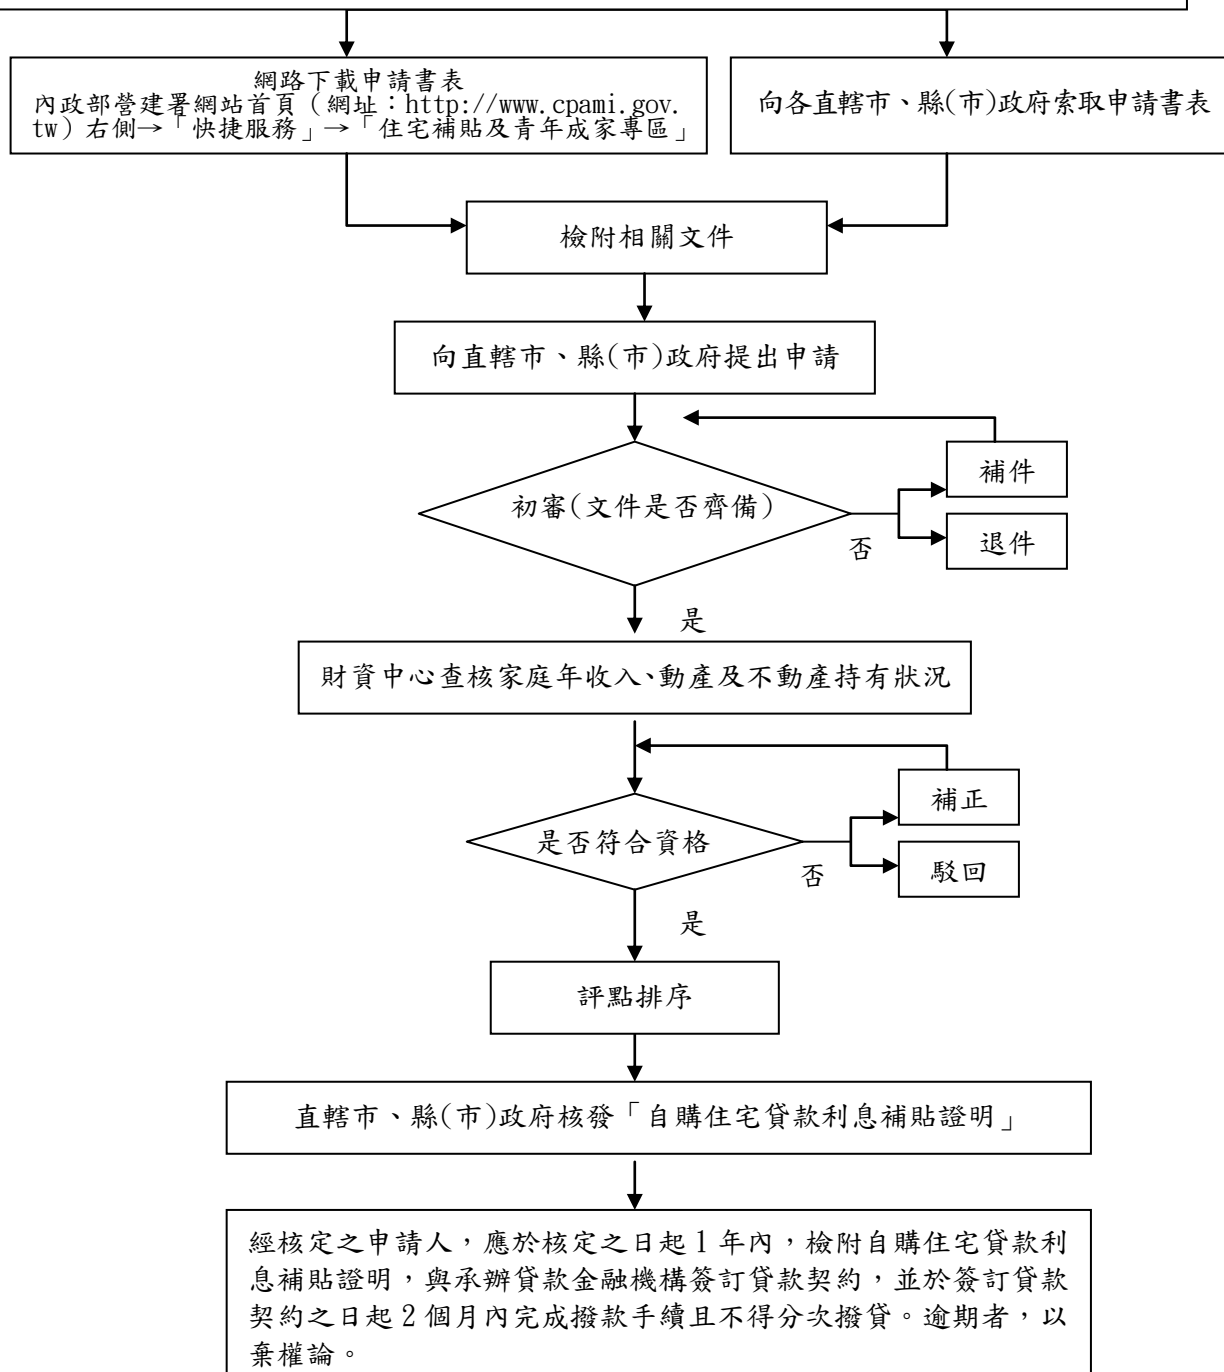 網路下載申請書表
內政部營建署網站首頁(網址:http://www.cpami.gov.
tw)右側→「快捷服務」→「住宅補貼及青年成家專區」
向各直轄市、縣(市)政府索取申請書表
檢附相關文件
向直轄市、縣(市)政府提出申請
補件
初審(文件是否齊備)
否
退件
是
財資中心查核家庭年收入、動產及不動產持有狀況
補正
是否符合資格
否
駁回
是
評點排序
直轄市、縣(市)政府核發「自購住宅貸款利息補貼證明」
經核定之申請人,應於核定之日起1年內,檢附自購住宅貸款利
息補貼證明,與承辦貸款金融機構簽訂貸款契約,並於簽訂貸款
契約之日起2個月內完成撥款手續且不得分次撥貸。逾期者,以
棄權論。